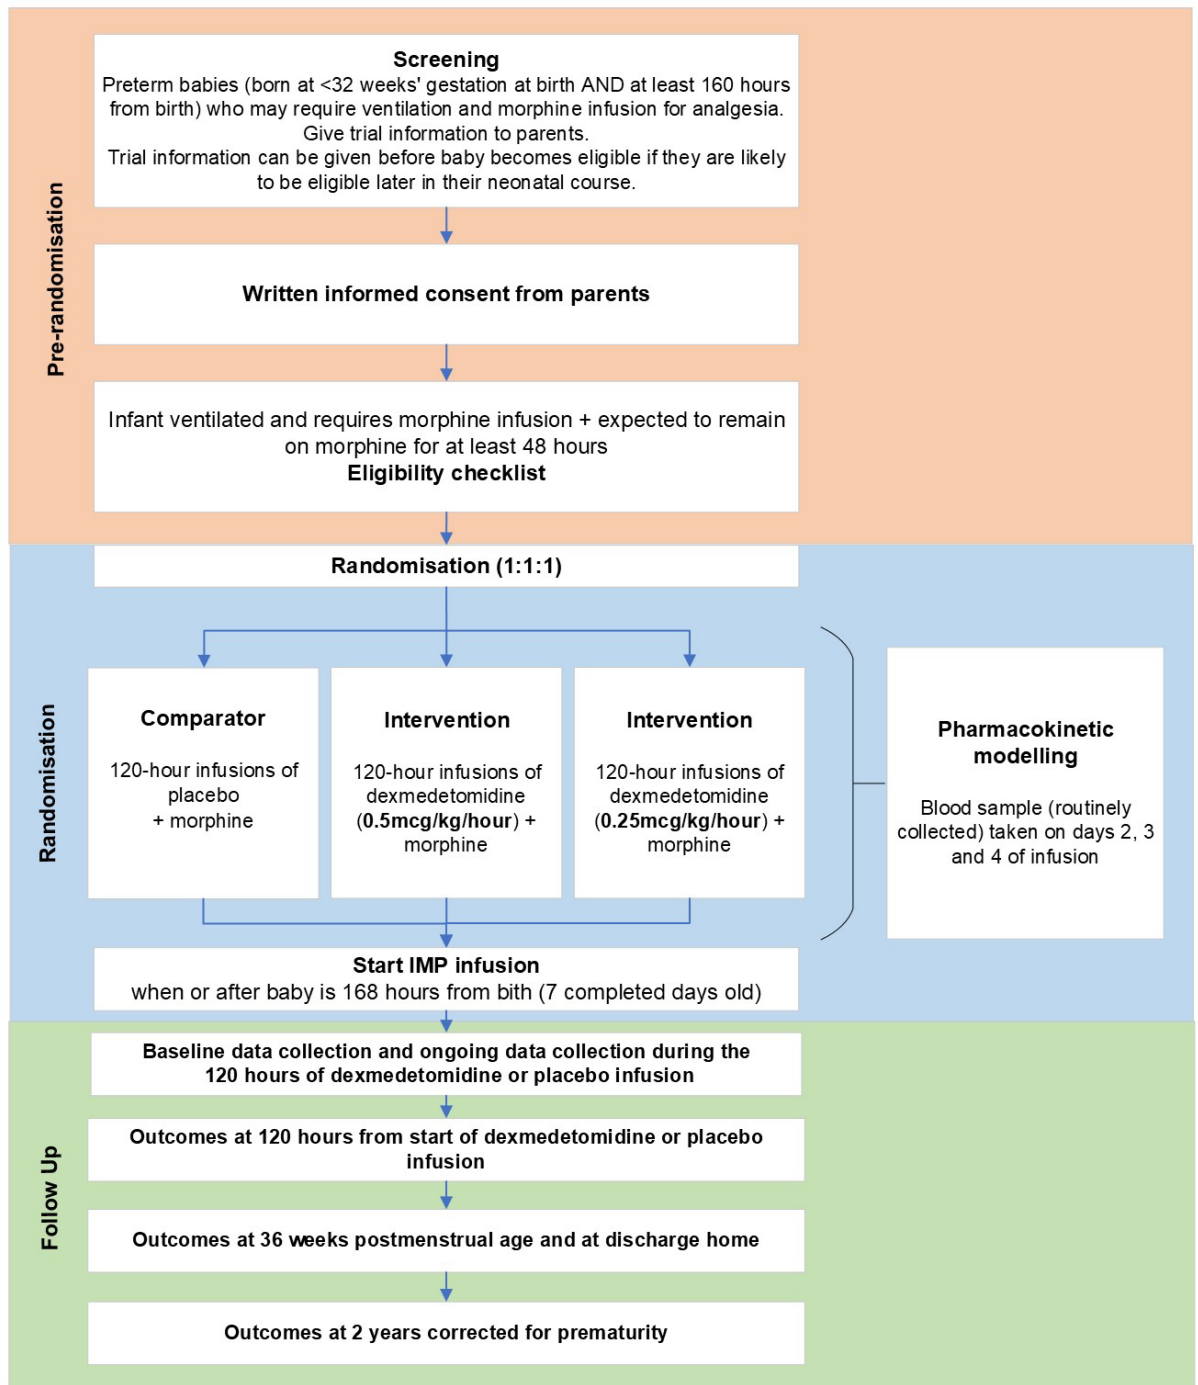 Pre-randomisation
Screening
Preterm babies (born at <32 weeks' gestation at birth AND at least 160 hours
from birth) who may require ventilation and morphine infusion for analgesia.
Give trial information to parents.
Trial information can be given before baby becomes eligible if they are likely
to be eligible later in their neonatal course.
Written informed consent from parents
Infant ventilated and requires morphine infusion + expected to remain
on morphine for at least 48 hours
Eligibility checklist
Randomisation
Randomisation (1:1:1)
Comparator
120-hour infusions of
placebo
+ morphine
Intervention
120-hour infusions of
dexmedetomidine
(0.5mcg/kg/hour) +
morphine
Intervention
120-hour infusions of
dexmedetomidine
(0.25mcg/kg/hour) +
morphine
Pharmacokinetic
modelling
Blood sample (routinely
collected) taken on days 2, 3
and 4 of infusion
Start IMP infusion
when or after baby is 168 hours from bith (7 completed days old)
Follow Up
Baseline data collection and ongoing data collection during the
120 hours of dexmedetomidine or placebo infusion
Outcomes at 120 hours from start of dexmedetomidine or placebo
infusion
Outcomes at 36 weeks postmenstrual age and at discharge home
Outcomes at 2 years corrected for prematurity